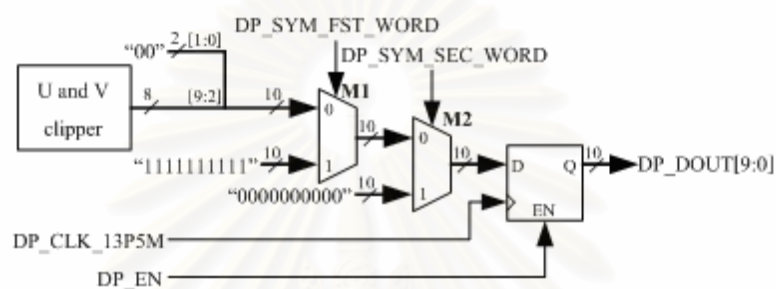 DP_SYM_FST_WORD
"00"
2
[1:0]
DP_SYM_SEC_WORD
U and V
clipper
8
[9:2]
10
0
M1
1
10
0
M2
1
10
"1111111111"
10
"0000000000"
10
D
Q
EN
10
DP_DOUT[9:0]
DP_CLK_13P5M
DP_EN